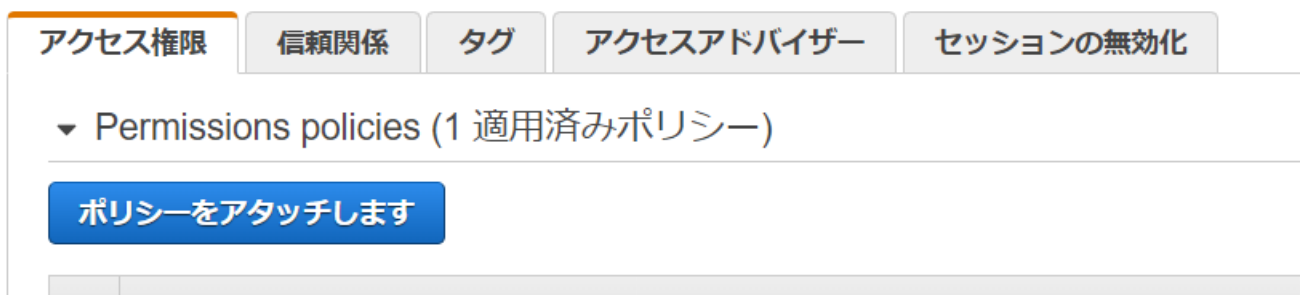 アクセス権限 信頼関係 タグ アクセスアドバイザー セッションの無効化
Permissions policies (1 適用済みポリシー)
ポリシーをアタッチします